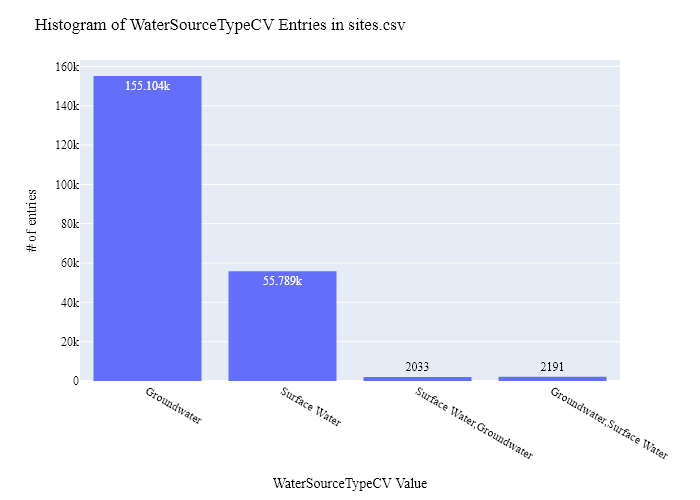 Histogram of WaterSourceTypeCV Entries in sites.csv
160k
140k
120k
100k
80k
60k
40k
20k
0
# of entries
155.104k
55.789k
2033
2191
Groundwater
Surface Water
Surface Water,Groundwater
Groundwater,Surface Water
WaterSourceTypeCV Value